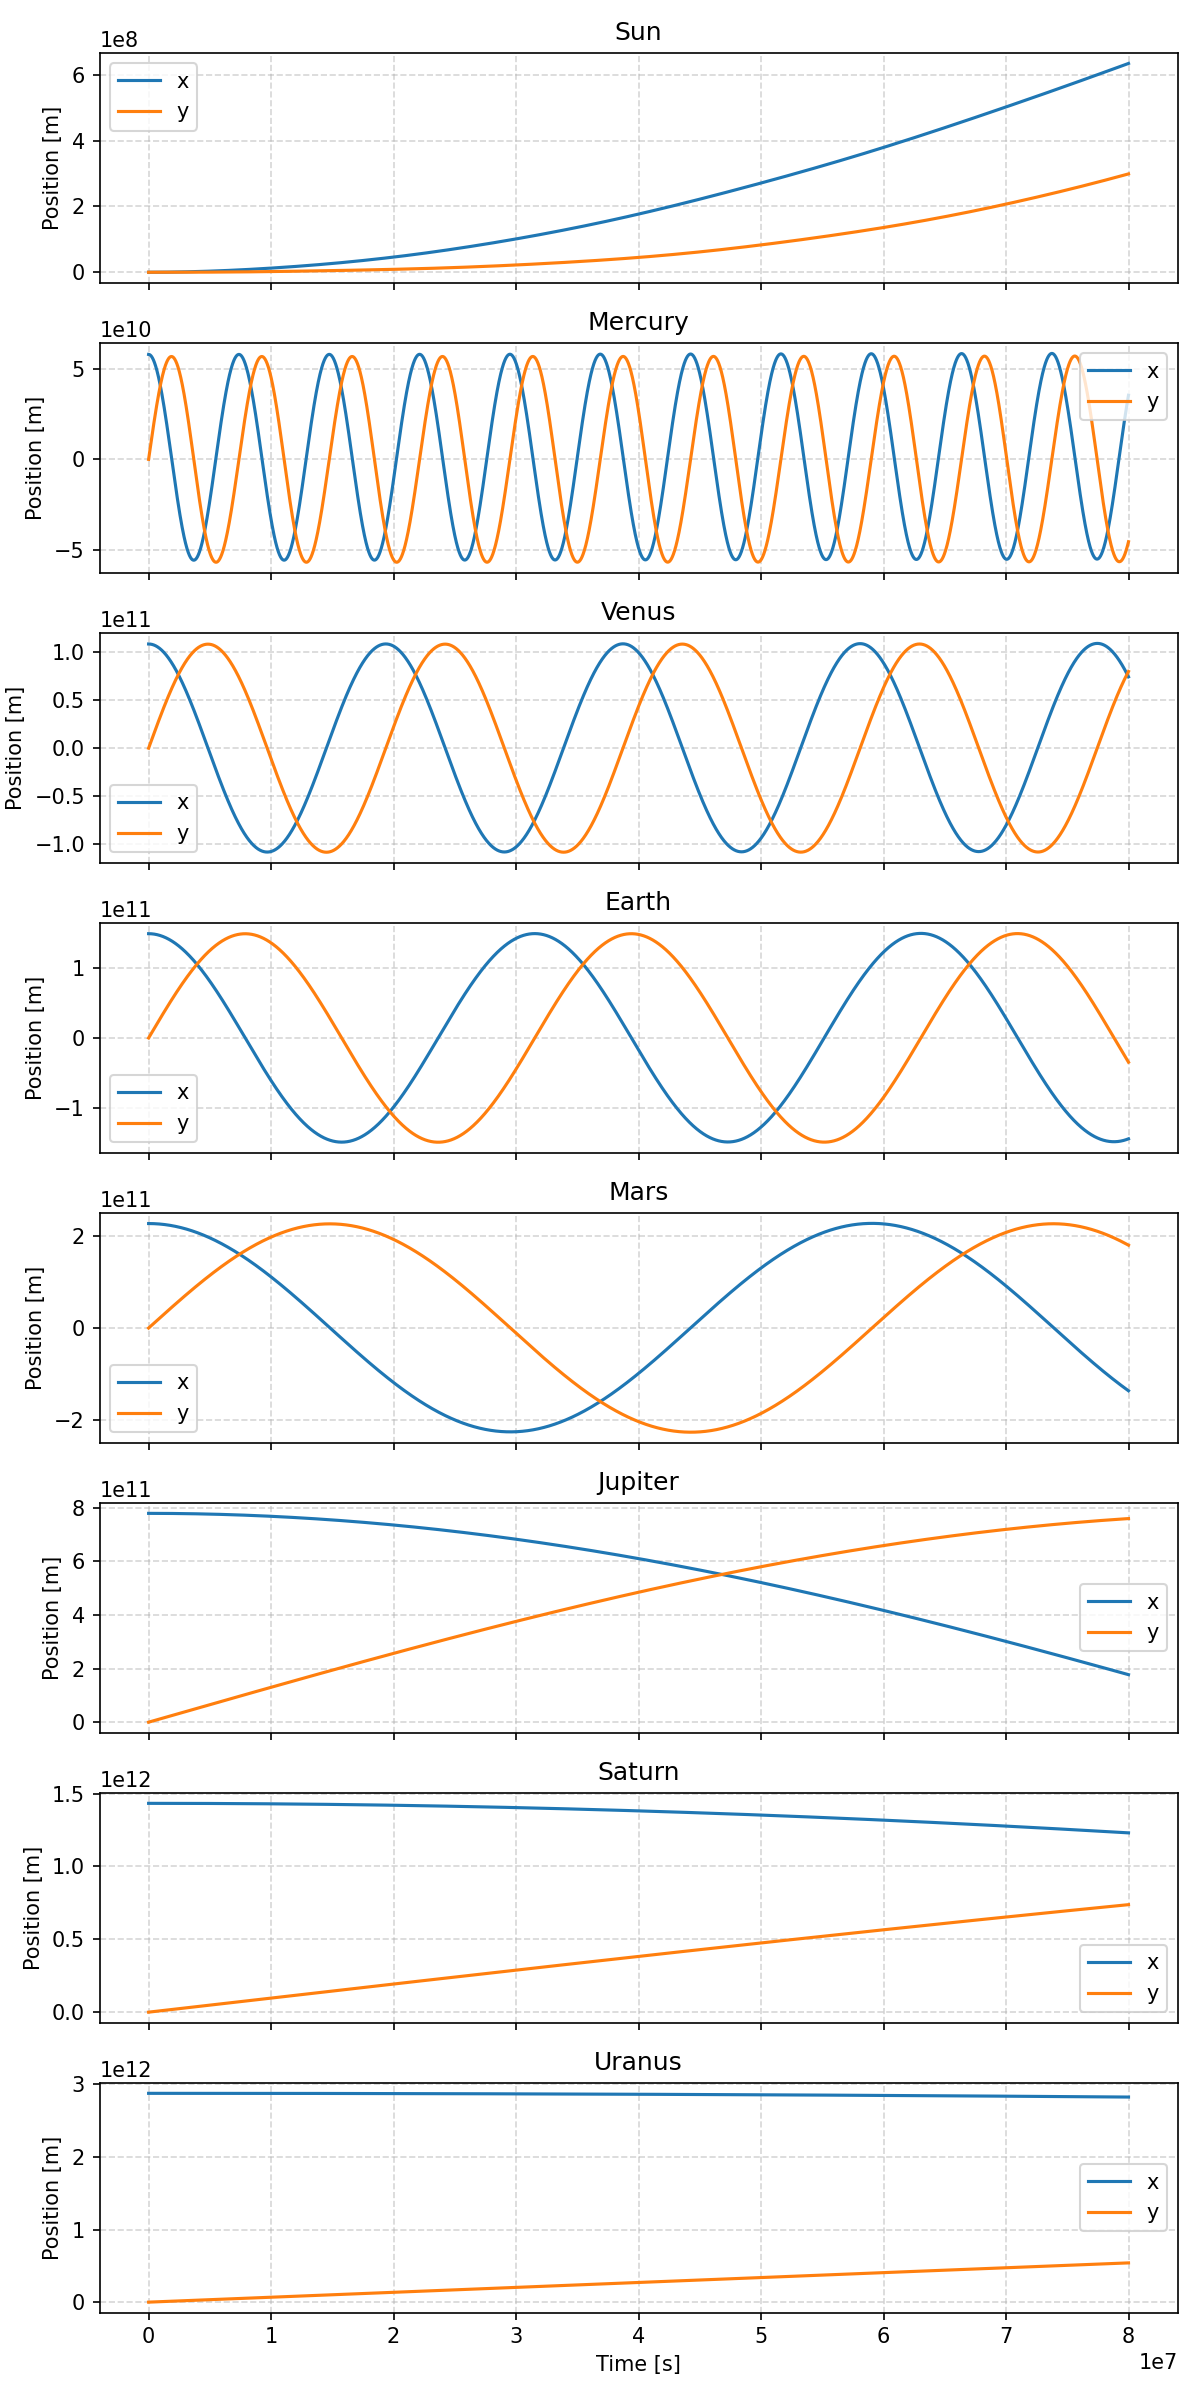 Sun
1e8
6
4
2
0
Position [m]
x
y
Mercury
1e10
5
0
−5
Position [m]
x
y
Venus
1e11
1.0
0.5
0.0
−0.5
−1.0
Position [m]
x
y
Earth
1e11
1
0
−1
Position [m]
x
y
Mars
1e11
2
0
−2
Position [m]
x
y
Jupiter
1e11
8
6
4
2
0
Position [m]
x
y
Saturn
1e12
1.5
1.0
0.5
0.0
Position [m]
x
y
Uranus
1e12
3
2
1
0
Position [m]
x
y
0 1 2 3 4 5 6 7 8
Time [s]
1e7